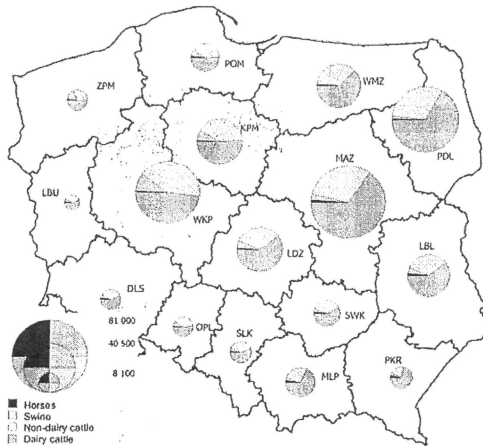 ZPM
POM
WMZ
PDL
KPM
MAZ
LBU
WKP
LDZ
LBL
DLS
OPL
SLK
SWK
MLP
PKR
81 000
40 500
8 100
Horses
Swine
Non-dairy cattle
Dairy cattle